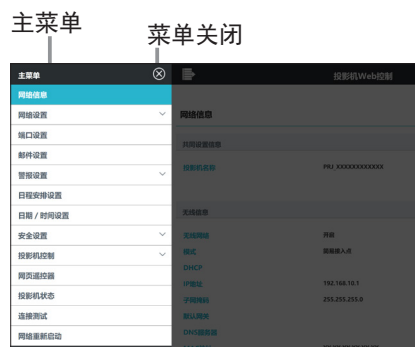 主菜单
菜单关闭
主菜单
投影机Web控制
网络信息
网络设置
网络信息
端口设置
共同设置信息
邮件设置
投影机名称 PRJ_XXXXXXXXXXXX
警报设置
日程安排设置
日期 / 时间设置
无线信息
安全设置
无线网络 开启
投影机控制
模式 简易接入点
DHCP
网页遥控器
IP地址 192.168.10.1
投影机状态
子网掩码 255.255.255.0
连接测试
默认网关
网络重新启动
DNS服务器